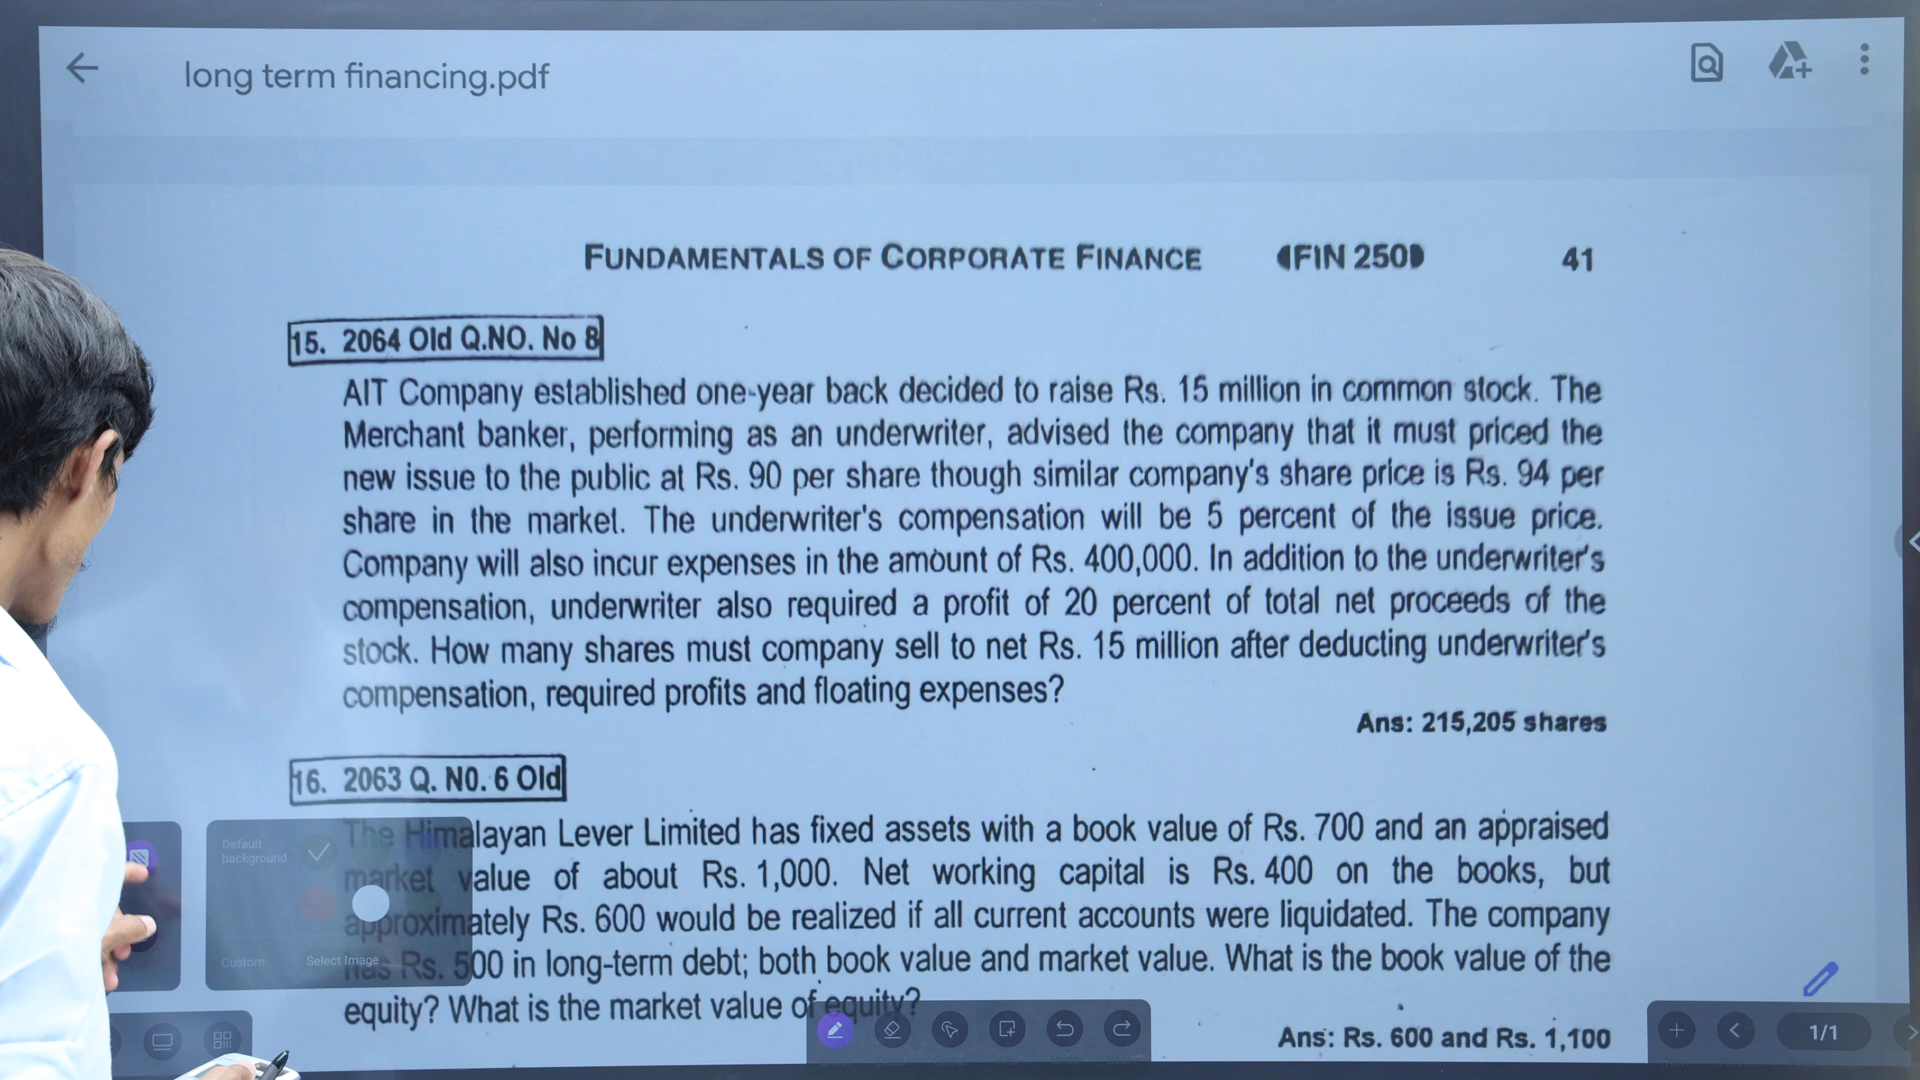 long term financing.pdf
FUNDAMENTALS OF CORPORATE FINANCE (FIN 250) 41
15. 2064 Old Q.NO. No 8
AIT Company established one-year back decided to raise Rs. 15 million in common stock. The
Merchant banker, performing as an underwriter, advised the company that it must priced the
new issue to the public at Rs. 90 per share though similar company's share price is Rs. 94 per
share in the market. The underwriter's compensation will be 5 percent of the issue price.
Company will also incur expenses in the amount of Rs. 400,000. In addition to the underwriter's
compensation, underwriter also required a profit of 20 percent of total net proceeds of the
stock. How many shares must company sell to net Rs. 15 million after deducting underwriter's
compensation, required profits and floating expenses?
Ans: 215,205 shares
16. 2063 Q. NO. 6 Old
The Himalayan Lever Limited has fixed assets with a book value of Rs. 700 and an appraised
market value of about Rs. 1,000. Net working capital is Rs. 400 on the books, but
approximately Rs. 600 would be realized if all current accounts were liquidated. The company
has Rs. 500 in long-term debt; both book value and market value. What is the book value of the
equity? What is the market value of equity?
Ans: Rs. 600 and Rs. 1,100
Default
background
Custom
Select Image
1/1